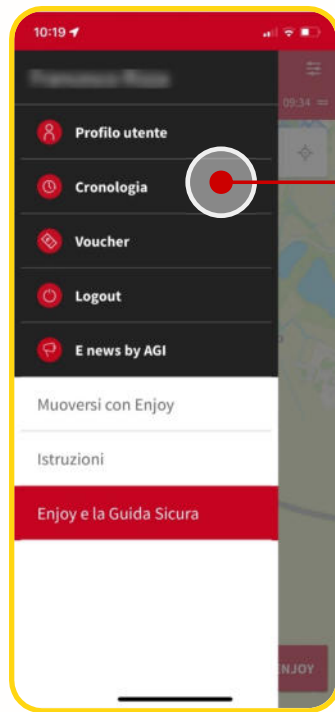 10:19
09:34
Profilo utente
Cronologia
Voucher
Logout
E news by AGI
Muoversi con Enjoy
Istruzioni
Enjoy e la Guida Sicura
NJOY